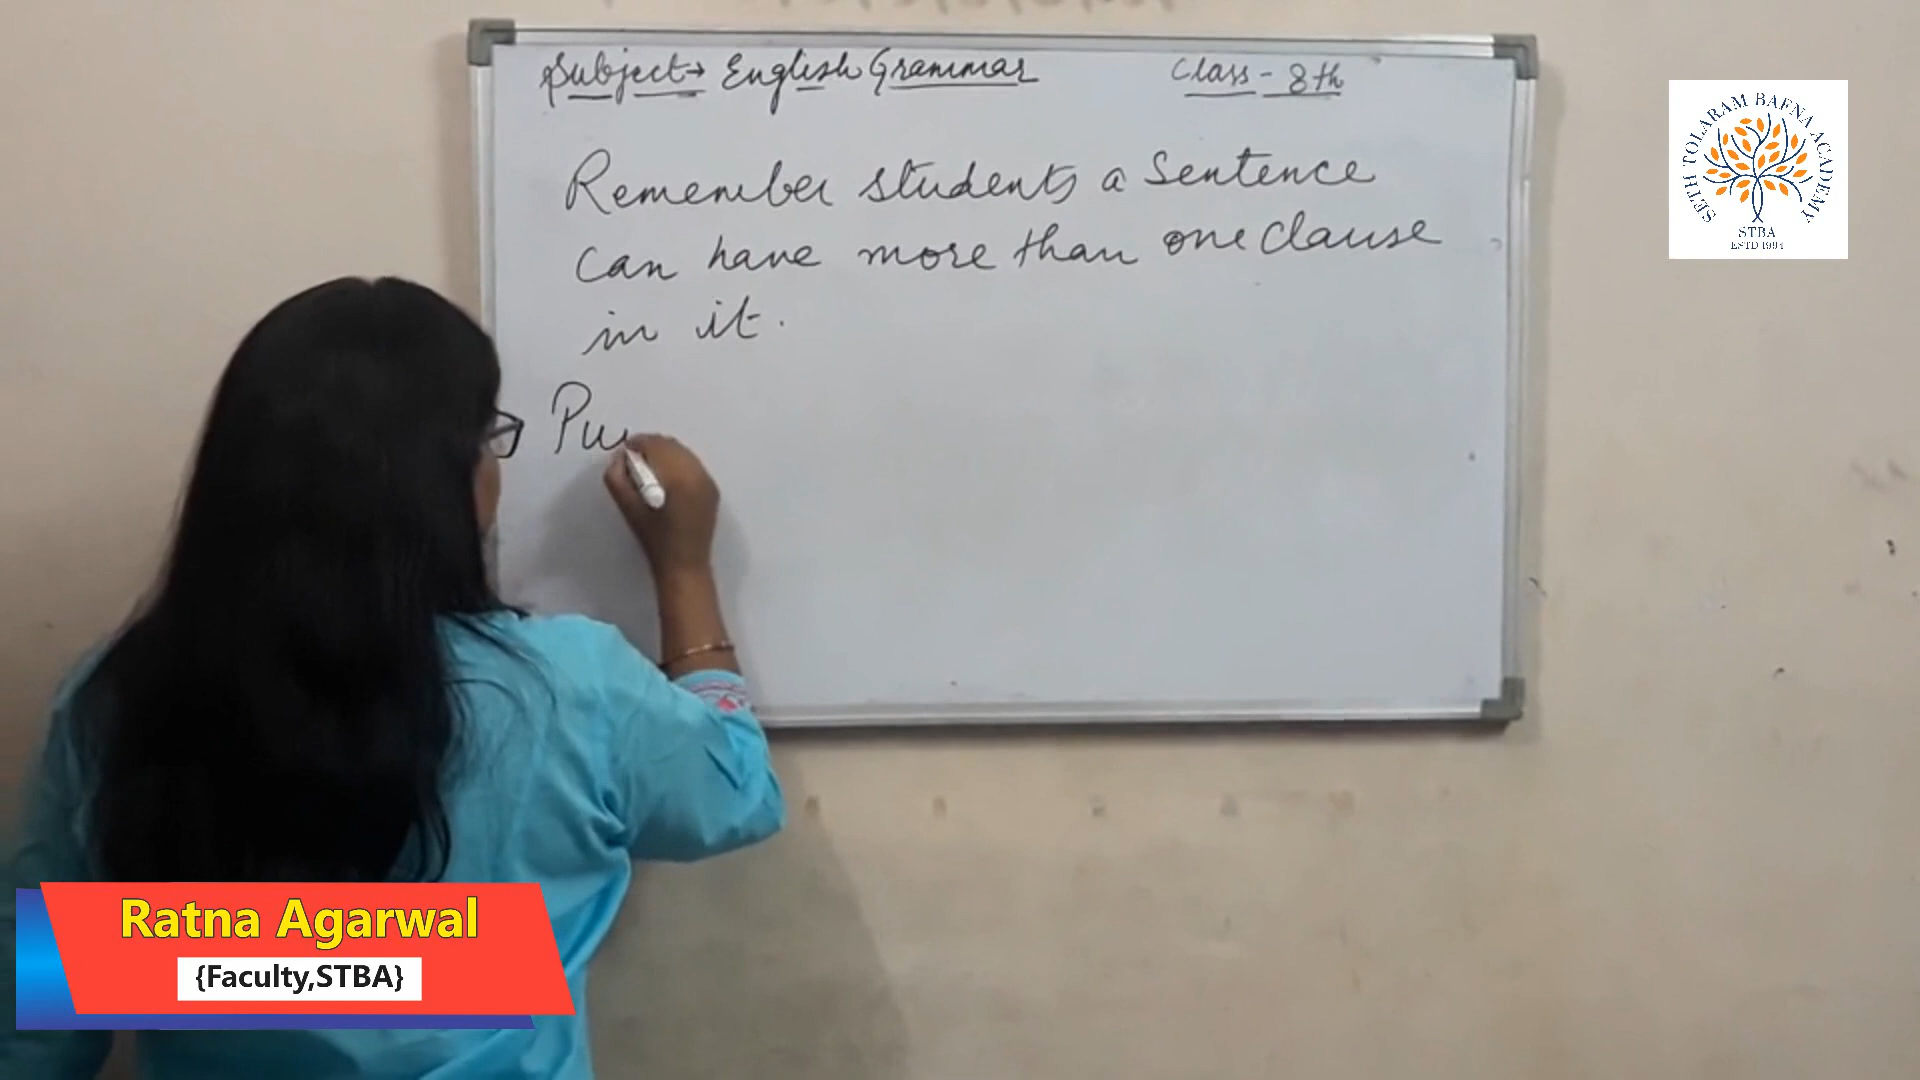 Subject → English Grammar
Class - 8th
Remember students a Sentence
can have more than one Clause
in it.
SETH TOLARAM BAFNA ACADEMY
STBA
ESTD 1994
Ratna Agarwal
{Faculty,STBA}